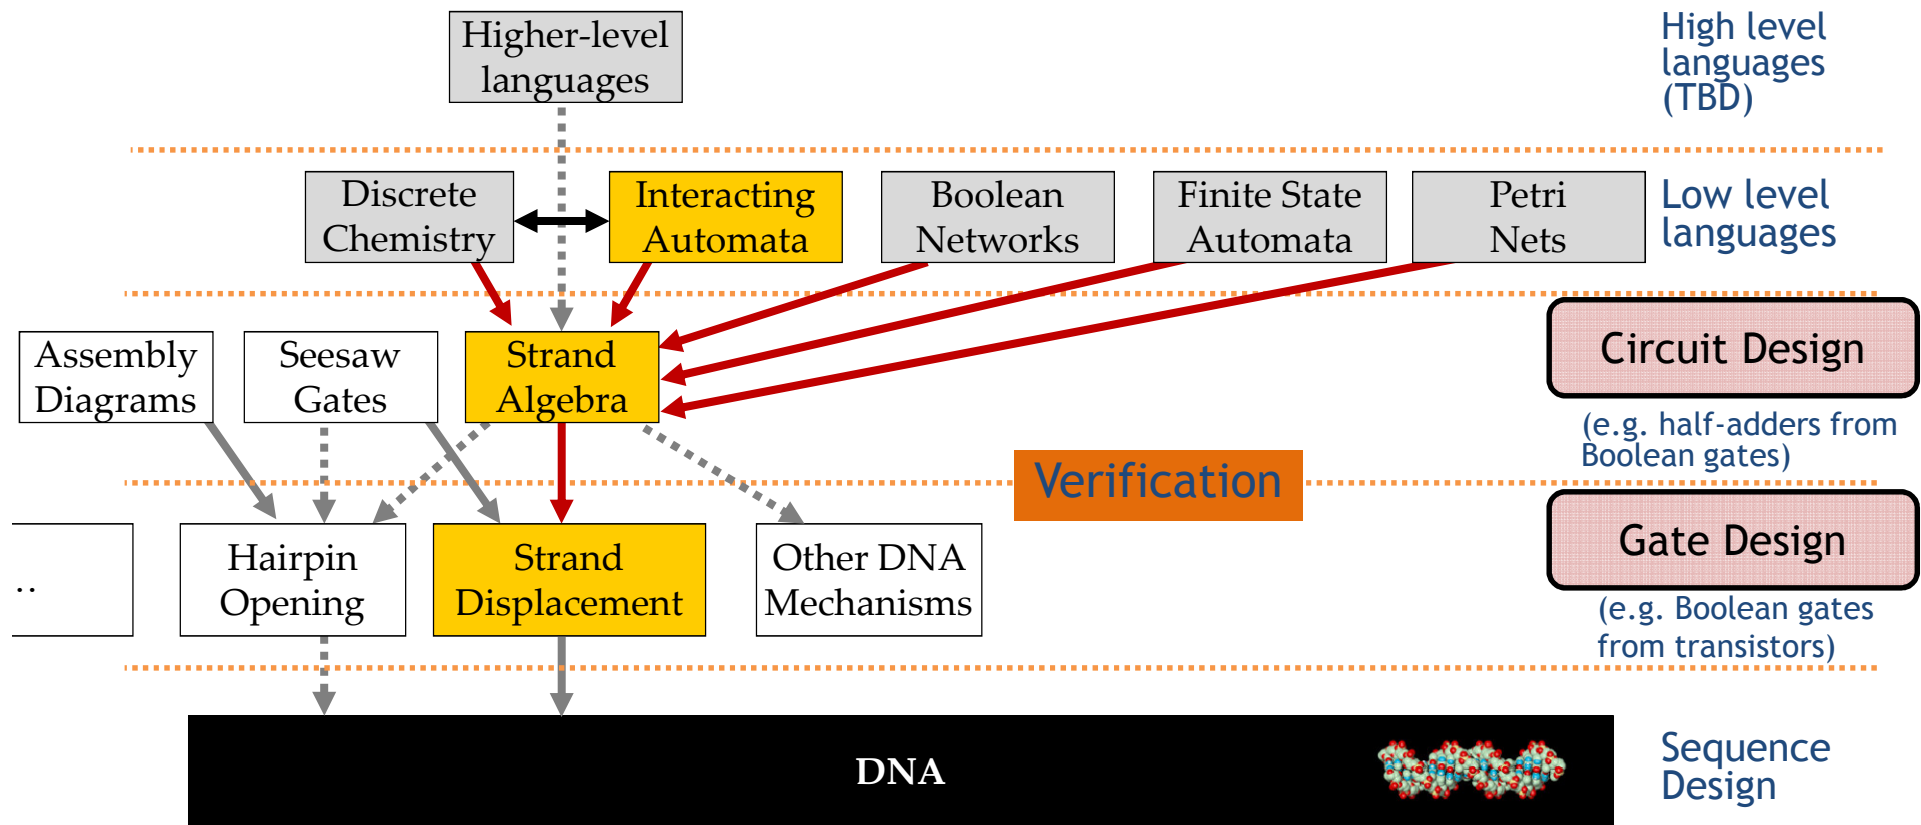 Higher-level
languages
High level
languages
(TBD)
Discrete
Chemistry
Interacting
Automata
Boolean
Networks
Finite State
Automata
Petri
Nets
Low level
languages
Assembly
Diagrams
Seesaw
Gates
Strand
Algebra
Circuit Design
(e.g. half-adders from
Boolean gates)
Verification
..
Hairpin
Opening
Strand
Displacement
Other DNA
Mechanisms
Gate Design
(e.g. Boolean gates
from transistors)
DNA
Sequence
Design